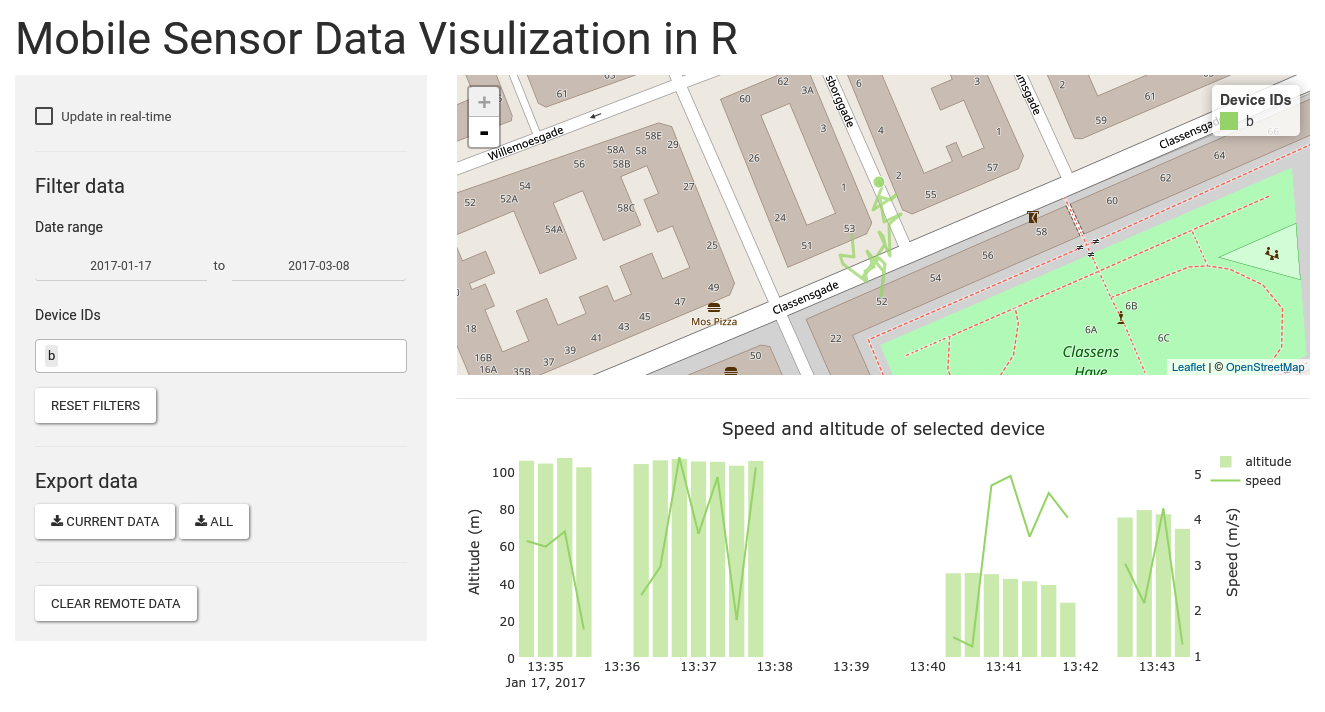 Mobile Sensor Data Visulization in R
Update in real-time
Filter data
Date range
2017-01-17 to 2017-03-08
Device IDs
b
RESET FILTERS
Export data
CURRENT DATA ALL
CLEAR REMOTE DATA
+
-
Device IDs
b
61
62
3A
60
3
6
4
3
1
2
61
59
66
64
Willemoesgade
sborggade
msgade
Classensga
58E
58A
58
58B
29
56
54
52A
52
27
58C
54A
26
1
2
57
55
62
60
24
53
51
25
58
56
54
52
49
47
45
43
41
39
37
35B
18
16B
16A
Mos Pizza
Classensgade
22
50
6B
6A
6C
Classens
Have
Leaflet | © OpenStreetMap
Speed and altitude of selected device
altitude
speed
Altitude (m)
100
80
60
40
20
0
Speed (m/s)
5
4
3
2
1
13:35 13:36 13:37 13:38 13:39 13:40 13:41 13:42 13:43
Jan 17, 2017